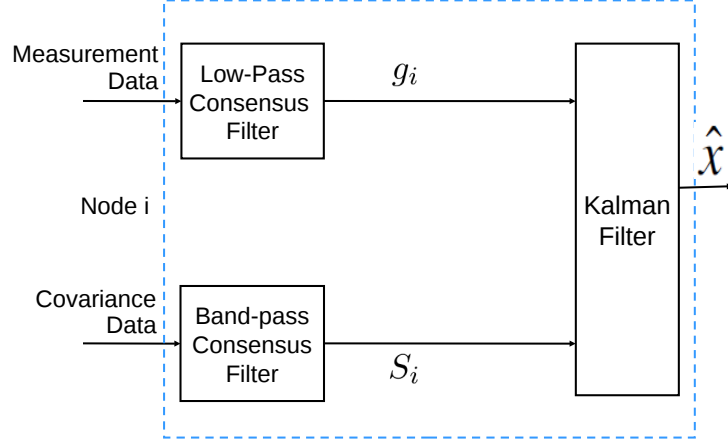 Measurement
Data
Low-Pass
Consensus
Filter
g_i
Node i
Kalman
Filter
x̂
Covariance
Data
Band-pass
Consensus
Filter
S_i